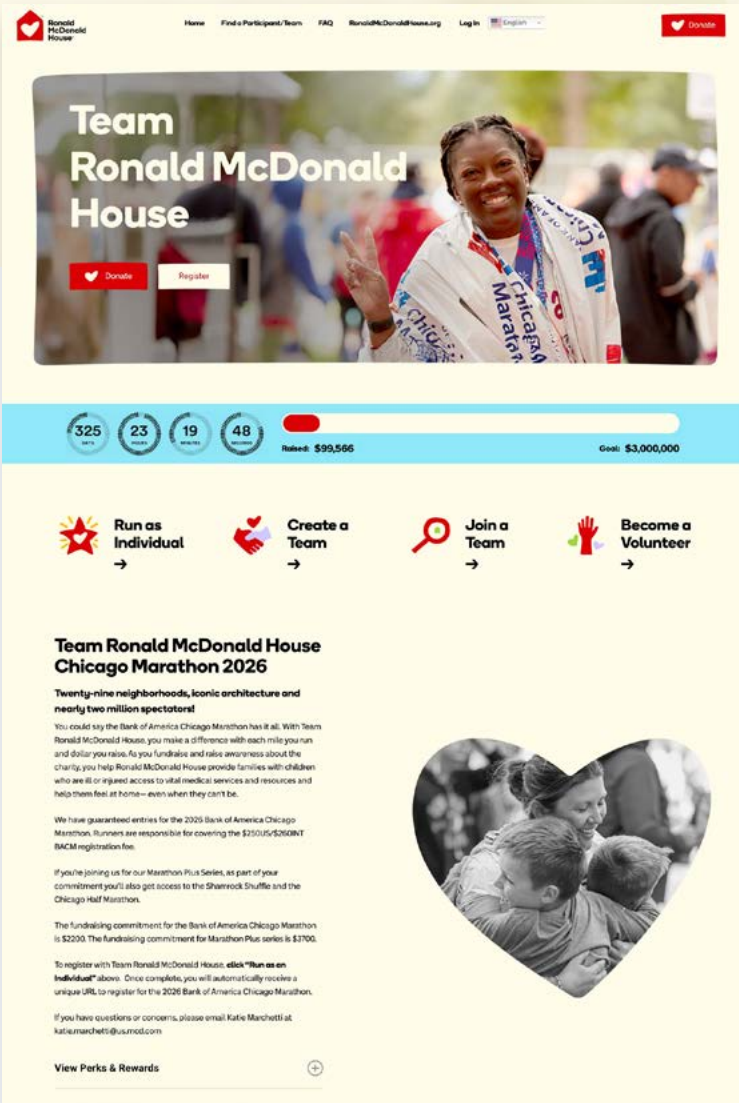 Ronald
McDonald
House
Home Find a Participant/Team FAQ RonaldMcDonaldHouse.org Log In English
Donate
Team
Ronald McDonald
House
Donate Register
Chicago
Marathon
325 23 19 48
DAYS HOURS MINUTES SECONDS
Raised: $99,566 Goal: $3,000,000
Run as
Individual
→
Create a
Team
→
Join a
Team
→
Become a
Volunteer
→
Team Ronald McDonald House
Chicago Marathon 2026
Twenty-nine neighborhoods, iconic architecture and
nearly two million spectators!
You could say the Bank of America Chicago Marathon has it all. With Team
Ronald McDonald House, you make a difference with each mile you run
and dollar you raise. As you fundraise and raise awareness about the
charity, you help Ronald McDonald House provide families with children
who are ill or injured access to vital medical services and resources and
help them feel at home— even when they can't be.
We have guaranteed entries for the 2026 Bank of America Chicago
Marathon. Runners are responsible for covering the $250US/$260INT
BACM registration fee.
If you're joining us for our Marathon Plus Series, as part of your
commitment you'll also get access to the Shamrock Shuffle and the
Chicago Half Marathon.
The fundraising commitment for the Bank of America Chicago Marathon
is $2200. The fundraising commitment for Marathon Plus series is $3700.
To register with Team Ronald McDonald House, click "Run as an
Individual" above. Once complete, you will automatically receive a
unique URL to register for the 2026 Bank of America Chicago Marathon.
If you have questions or concerns, please email Katie Marchetti at
katie.marchetti@us.mcd.com
View Perks & Rewards